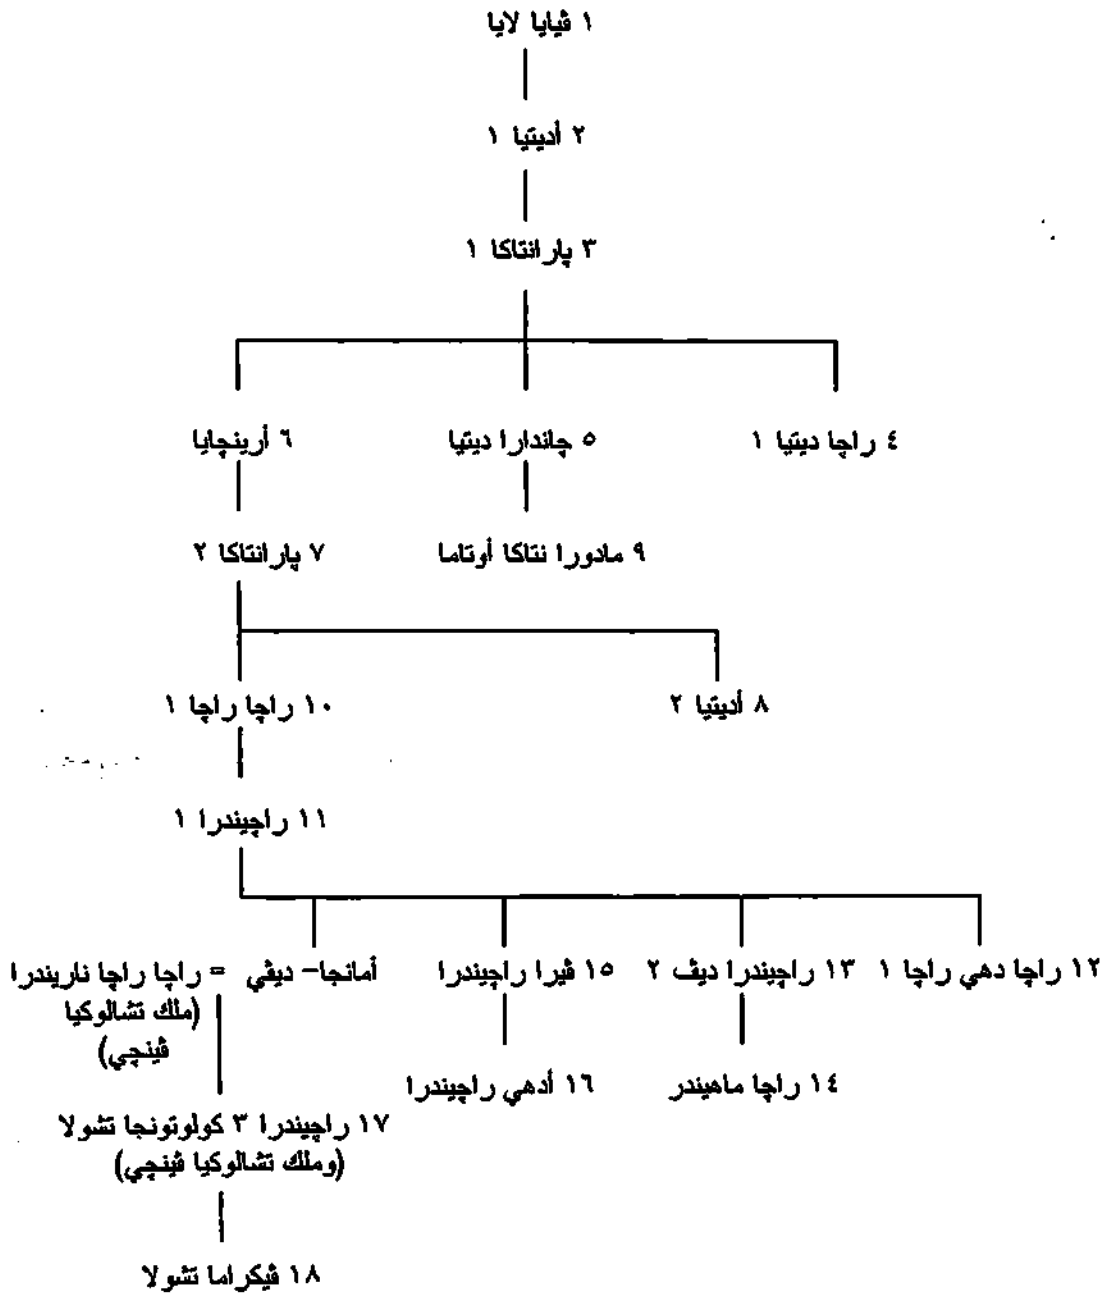 ١ ڤيايا لايا
٢ أديتيا ١
٣ پارانتاكا ١
٤ راچا ديتيا ١
٥ چاندارا ديتيا
٦ أرينچايا
٩ مادورا نتاكا أوتاما
٧ پارانتاكا ٢
٨ أديتيا ٢
١٠ راچا راچا ١
١١ راچيندرا ١
١٢ راچا دهي راچا ١
١٣ راچيندرا ديڤ ٢
١٥ ڤيرا راچيندرا
أمانجا- ديڤي
= راچا راچا ناريندرا
(ملك تشالوكيا
ڤينچي)
١٤ راچا ماهيندر
١٦ أدهي راچيندرا
١٧ راچيندرا ٣ كولوتونجا تشولا
(وملك تشالوكيا ڤينچي)
١٨ ڤيكراما تشولا